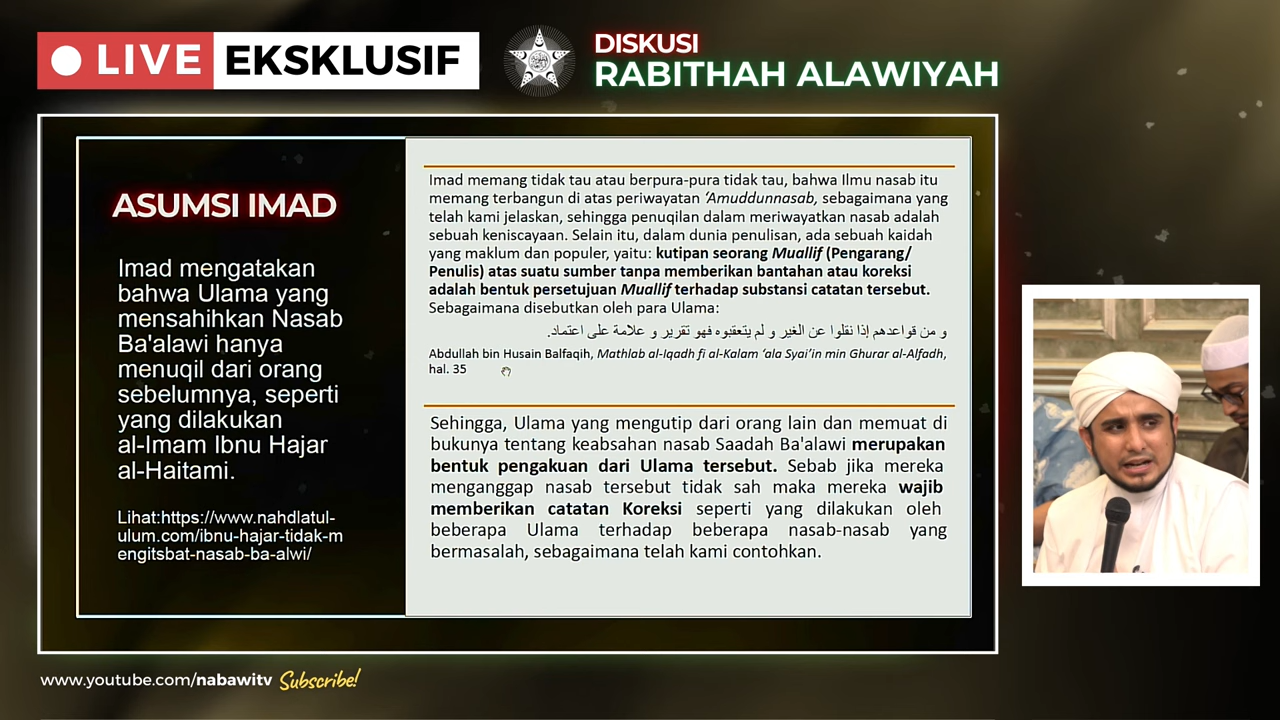 LIVE EKSKLUSIF
DISKUSI
RABITHAH ALAWIYAH
ASUMSI IMAD
Imad mengatakan
bahwa Ulama yang
mensahihkan Nasab
Ba'alawi hanya
menuqil dari orang
sebelumnya, seperti
yang dilakukan
al-Imam Ibnu Hajar
al-Haitami.
Lihat:https://www.nahdlatul-
ulum.com/ibnu-hajar-tidak-m
engitsbat-nasab-ba-alwi/
Imad memang tidak tau atau berpura-pura tidak tau, bahwa Ilmu nasab itu
memang terbangun di atas periwayatan ‘Amuddunnasab, sebagaimana yang
telah kami jelaskan, sehingga penuqilan dalam meriwayatkan nasab adalah
sebuah keniscayaan. Selain itu, dalam dunia penulisan, ada sebuah kaidah
yang maklum dan populer, yaitu: kutipan seorang Muallif (Pengarang/
Penulis) atas suatu sumber tanpa memberikan bantahan atau koreksi
adalah bentuk persetujuan Muallif terhadap substansi catatan tersebut.
Sebagaimana disebutkan oleh para Ulama:
و من قواعدهم إذا نقلوا عن الغير و لم يتعقبوه فهو تقرير و علامة على اعتماد.
Abdullah bin Husain Balfaqih, Mathlab al-Iqadh fi al-Kalam ‘ala Syai’in min Ghurar al-Alfadh,
hal. 35
Sehingga, Ulama yang mengutip dari orang lain dan memuat di
bukunya tentang keabsahan nasab Saadah Ba'alawi merupakan
bentuk pengakuan dari Ulama tersebut. Sebab jika mereka
menganggap nasab tersebut tidak sah maka mereka wajib
memberikan catatan Koreksi seperti yang dilakukan oleh
beberapa Ulama terhadap beberapa nasab-nasab yang
bermasalah, sebagaimana telah kami contohkan.
www.youtube.com/nabawitv Subscribe!